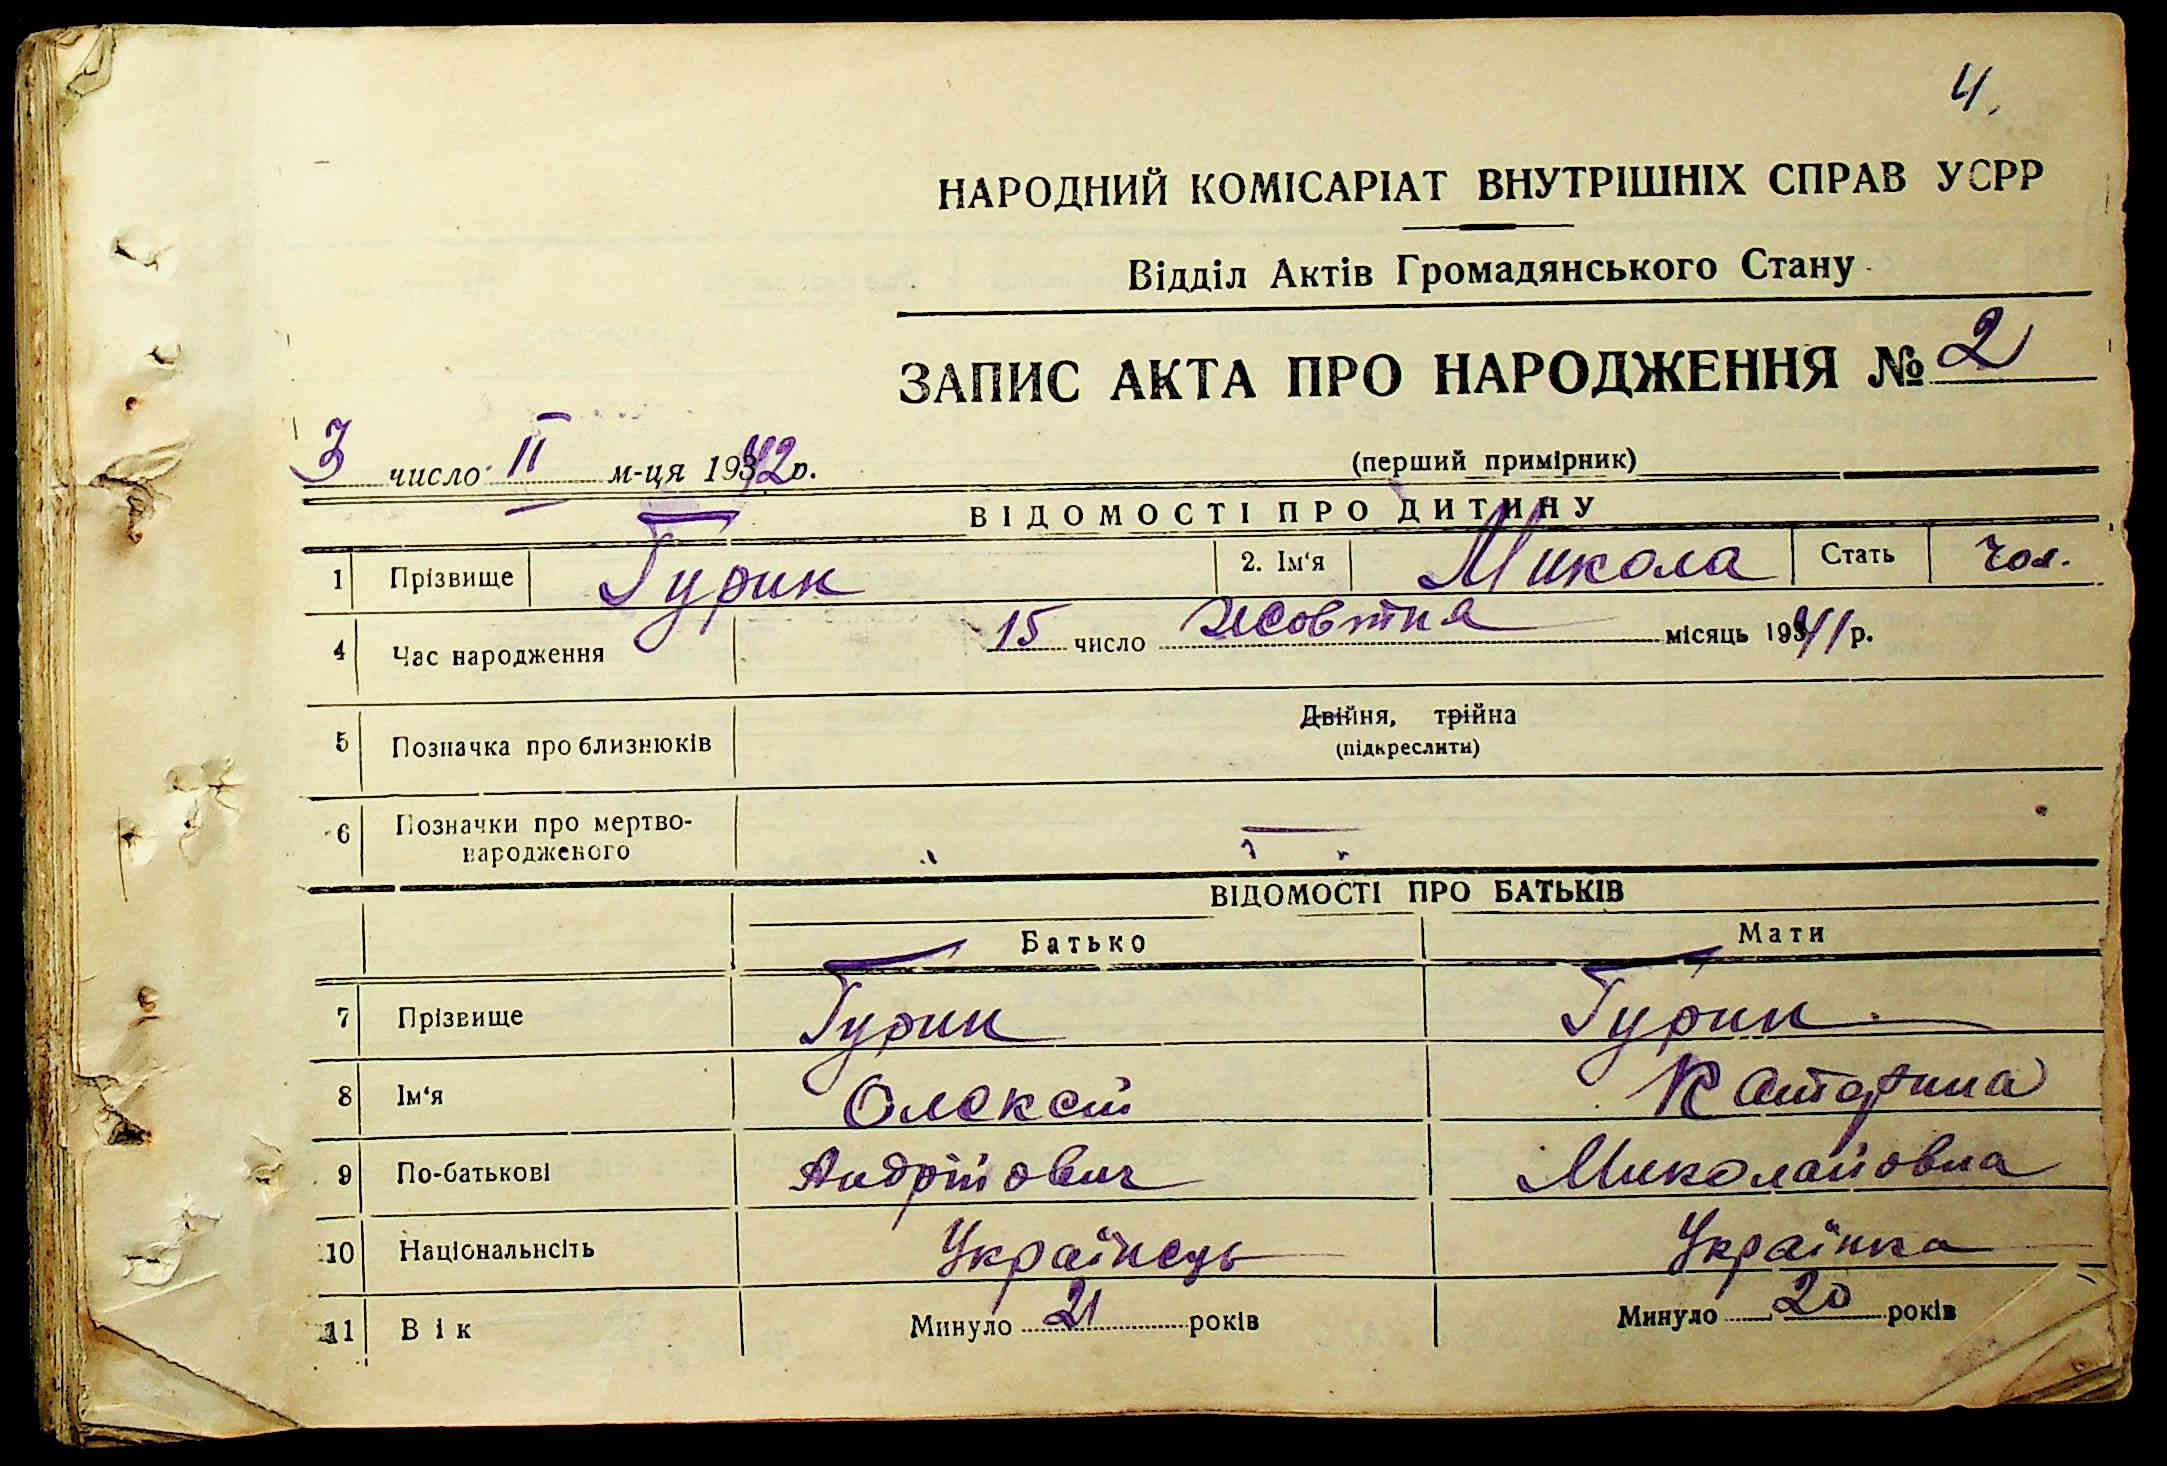 4.
НАРОДНИЙ КОМІСАРІАТ ВНУТРІШНІХ СПРАВ УСРР
Відділ Актів Громадянського Стану
ЗАПИС АКТА ПРО НАРОДЖЕННЯ № 2
3 число II м-ця 1942 р.
(перший примірник)
ВІДОМОСТІ ПРО ДИТИНУ
1 Прізвище Гурик 2. Ім'я Микола Стать Чол.
4 Час народження 15 число Жовтня місяць 1941 р.
5 Позначка про близнюків Двійня, трійна
(підкреслити)
6 Позначки про мертво-
народженого —
ВІДОМОСТІ ПРО БАТЬКІВ
Батько Мати
7 Прізвище Гурик Гурик
8 Ім'я Олексій Катерина
9 По-батькові Андрійович Миколайовна
10 Національнсіть Українець Українка
11 Вік Минуло 21 років Минуло 20 років